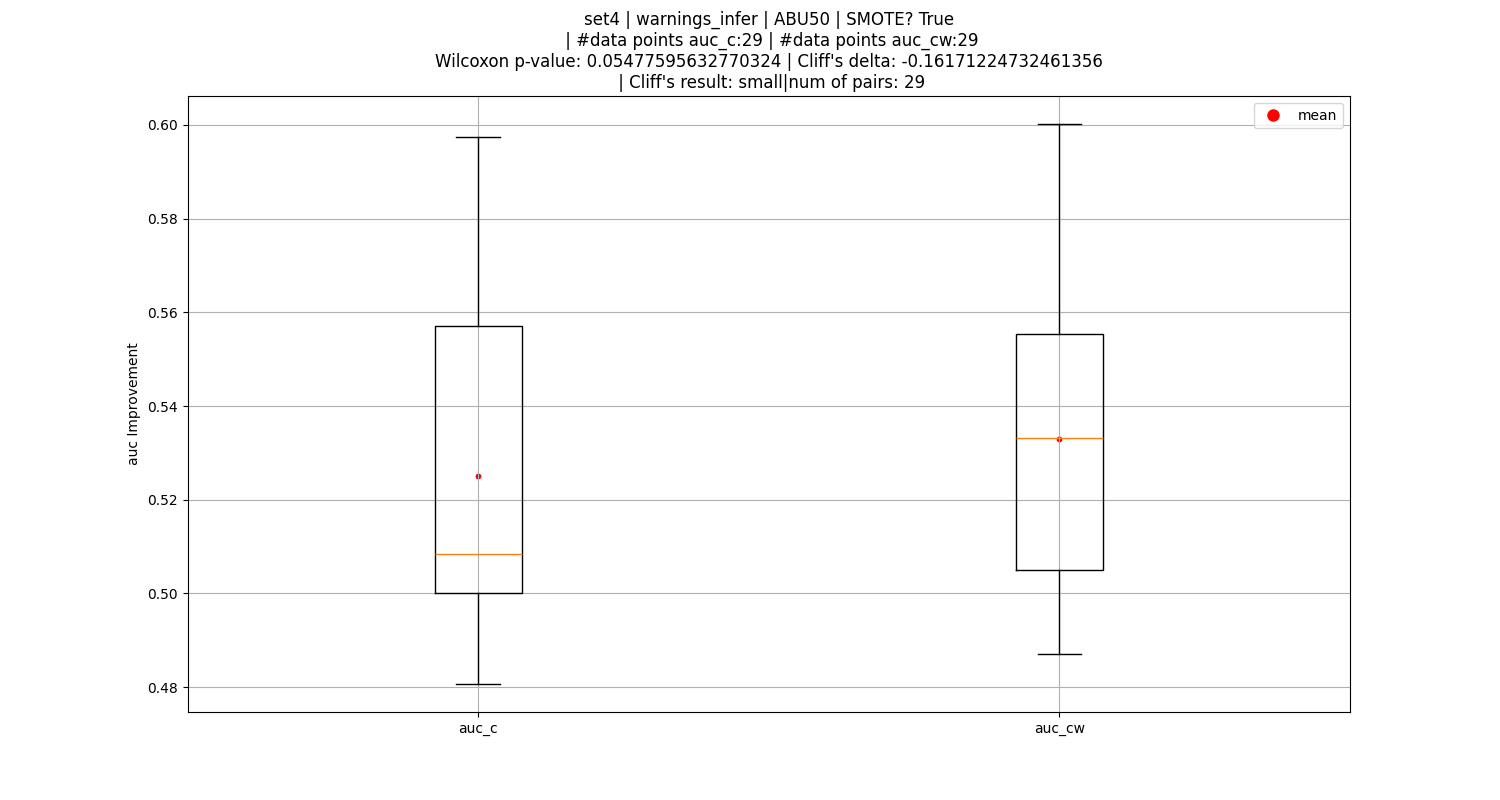 set4 | warnings_infer | ABU50 | SMOTE? True
| #data points auc_c:29 | #data points auc_cw:29
Wilcoxon p-value: 0.05477595632770324 | Cliff's delta: -0.16171224732461356
| Cliff's result: small|num of pairs: 29
mean
0.60
0.58
0.56
0.54
0.52
0.50
0.48
auc Improvement
auc_c
auc_cw